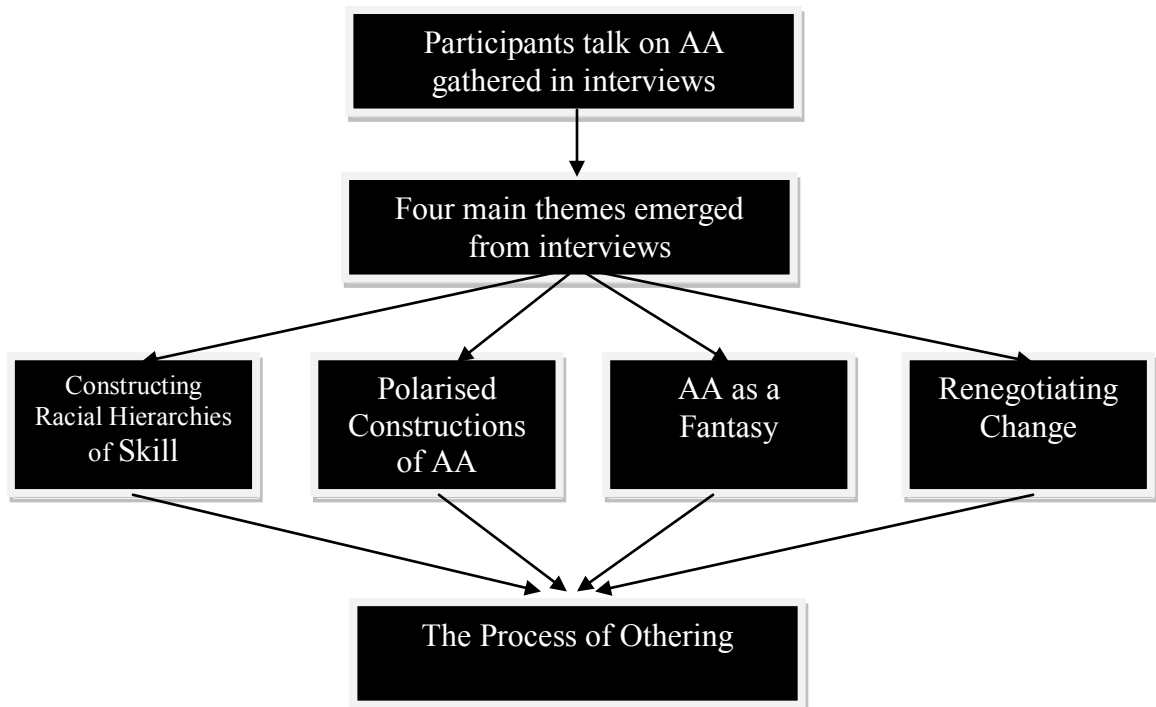 Participants talk on AA
gathered in interviews
Four main themes emerged
from interviews
Constructing
Racial Hierarchies
of Skill
Polarised
Constructions
of AA
AA as a
Fantasy
Renegotiating
Change
The Process of Othering